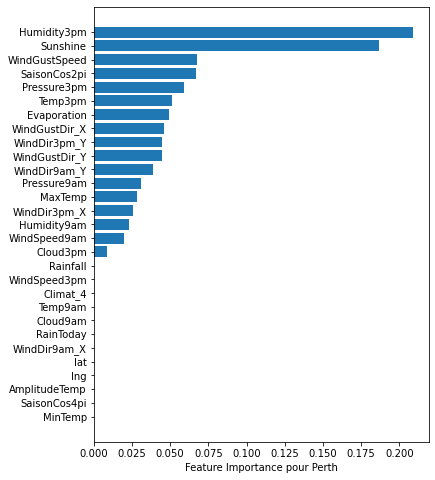 Humidity3pm
Sunshine
WindGustSpeed
SaisonCos2pi
Pressure3pm
Temp3pm
Evaporation
WindGustDir_X
WindDir3pm_Y
WindGustDir_Y
WindDir9am_Y
Pressure9am
MaxTemp
WindDir3pm_X
Humidity9am
WindSpeed9am
Cloud3pm
Rainfall
WindSpeed3pm
Climat_4
Temp9am
Cloud9am
RainToday
WindDir9am_X
lat
lng
AmplitudeTemp
SaisonCos4pi
MinTemp
0.000 0.025 0.050 0.075 0.100 0.125 0.150 0.175 0.200
Feature Importance pour Perth